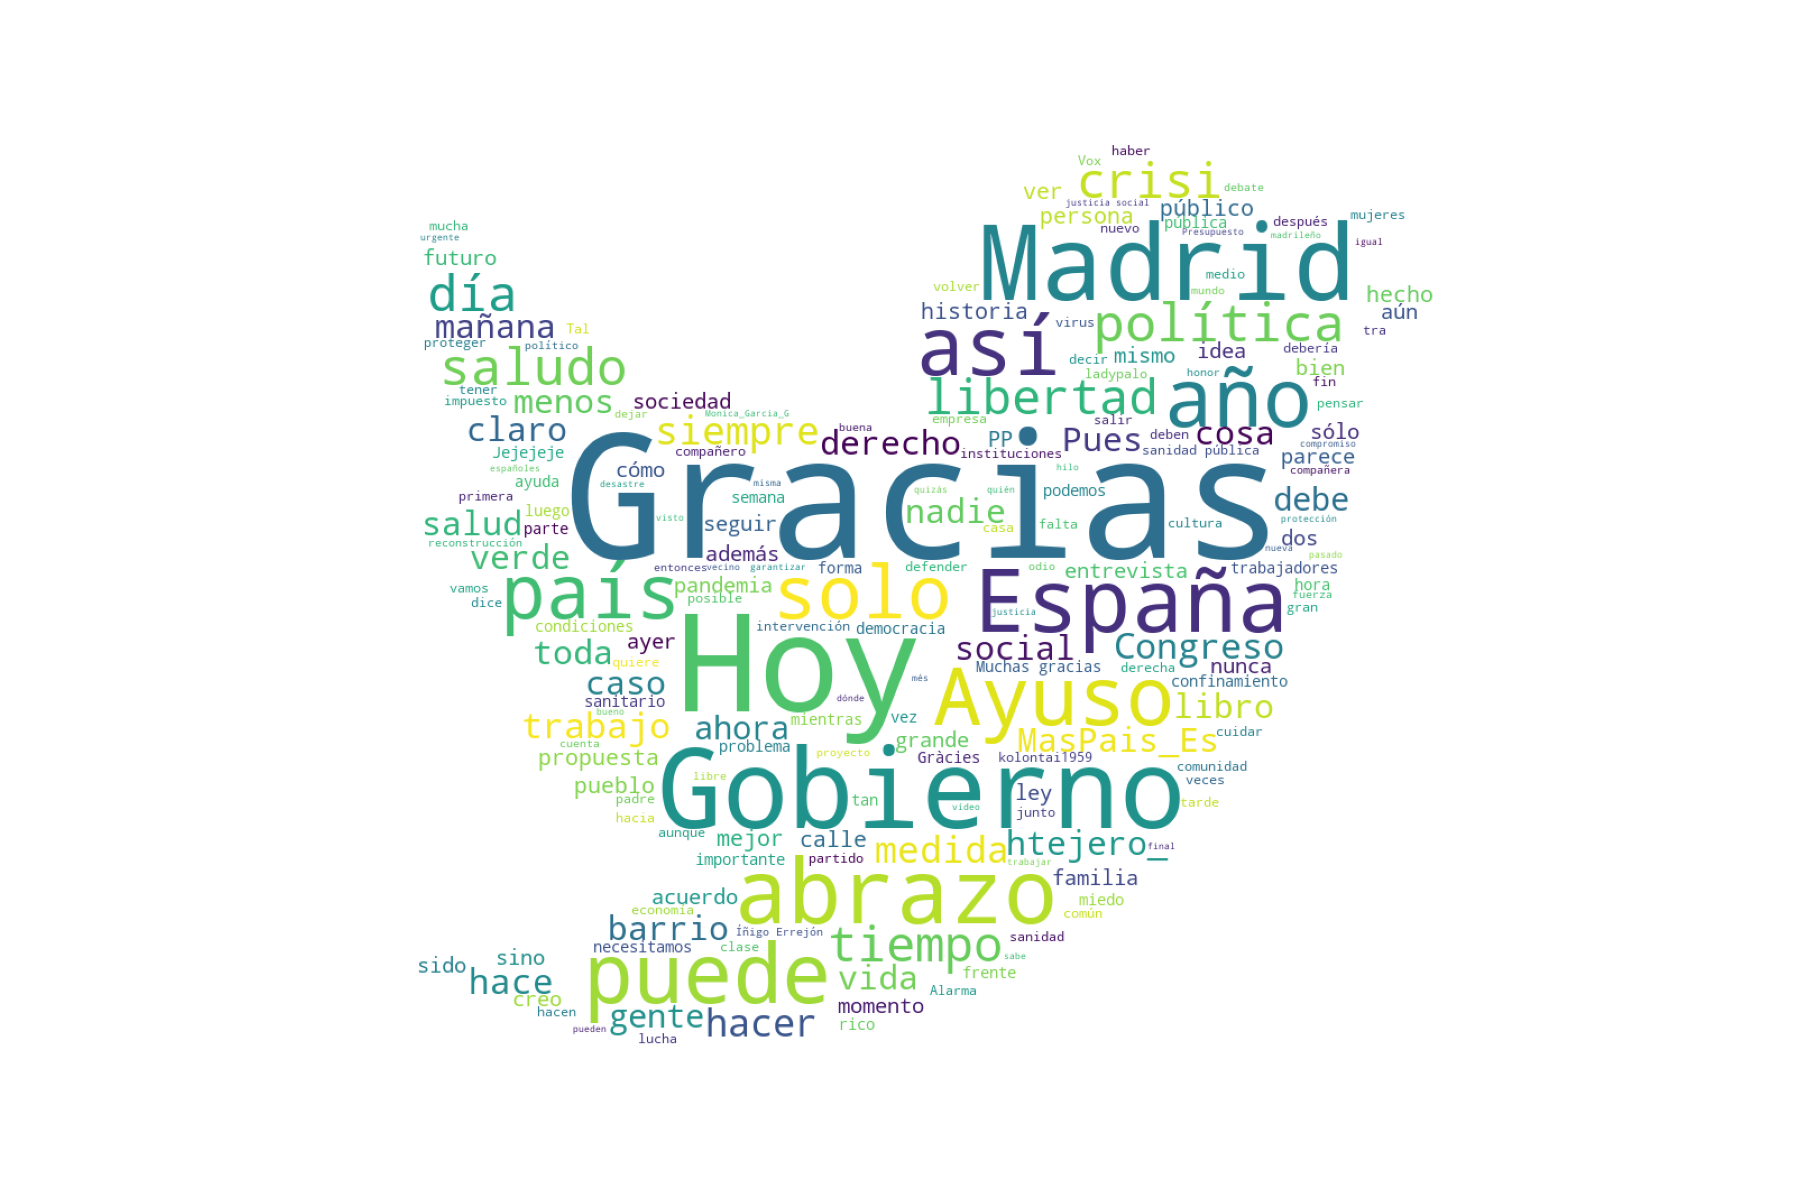 haber
Vox
crisi
debate
ver
justicia social
público
persona
pública
después
mujeres
mucha
nuevo
Presupuesto
madrileño
igual
urgente
Madrid
futuro
medio
volver
mundo
hecho
día
historia
aún
mañana
Tal
así
virus
política
tra
proteger
político
decir
mismo
idea
debería
saludo
ladypalo
honor
bien
tener
libertad
año
fin
impuesto
menos
sociedad
pensar
dejar
Monica_Garcia_G
empresa
salir
claro
siempre
buena
derecho
PP
Pues
deben
cosa
sólo
Jejejeje
compañero
instituciones
sanidad pública
compromiso
parece
españoles
cómo
Gracias
hilo
compañera
ayuda
desastre
misma
quizás
quién
podemos
primera
semana
debe
luego
visto
nadie
salud
parte
seguir
casa
falta
cultura
protección
reconstrucción
dos
verde
además
nueva
pasado
entonces
vecino
garantizar
forma
defender
odio
entrevista
trabajadores
vamos
país
pandemia
solo
España
hora
dice
posible
fuerza
justicia
gran
condiciones
intervención
democracia
ayer
Hoy
social
Congreso
toda
quiere
Muchas gracias
derecha
nunca
caso
més
confinamiento
sanitario
dónde
Ayuso
libro
bueno
trabajo
ahora
mientras
vez
cuidar
cuenta
problema
grande
MasPais_Es
propuesta
proyecto
Gràcies
kolontai1959
comunidad
pueblo
libre
veces
padre
Gobierno
tan
ley
tarde
hacia
vídeo
junto
aunque
mejor
calle
medida
htejero_
final
importante
partido
trabajar
abrazo
familia
acuerdo
miedo
economía
común
barrio
Íñigo Errejón
tiempo
sanidad
necesitamos
clase
sino
sabe
sido
puede
frente
hace
vida
creo
Alarma
hacen
gente
hacer
momento
pueden
rico
lucha